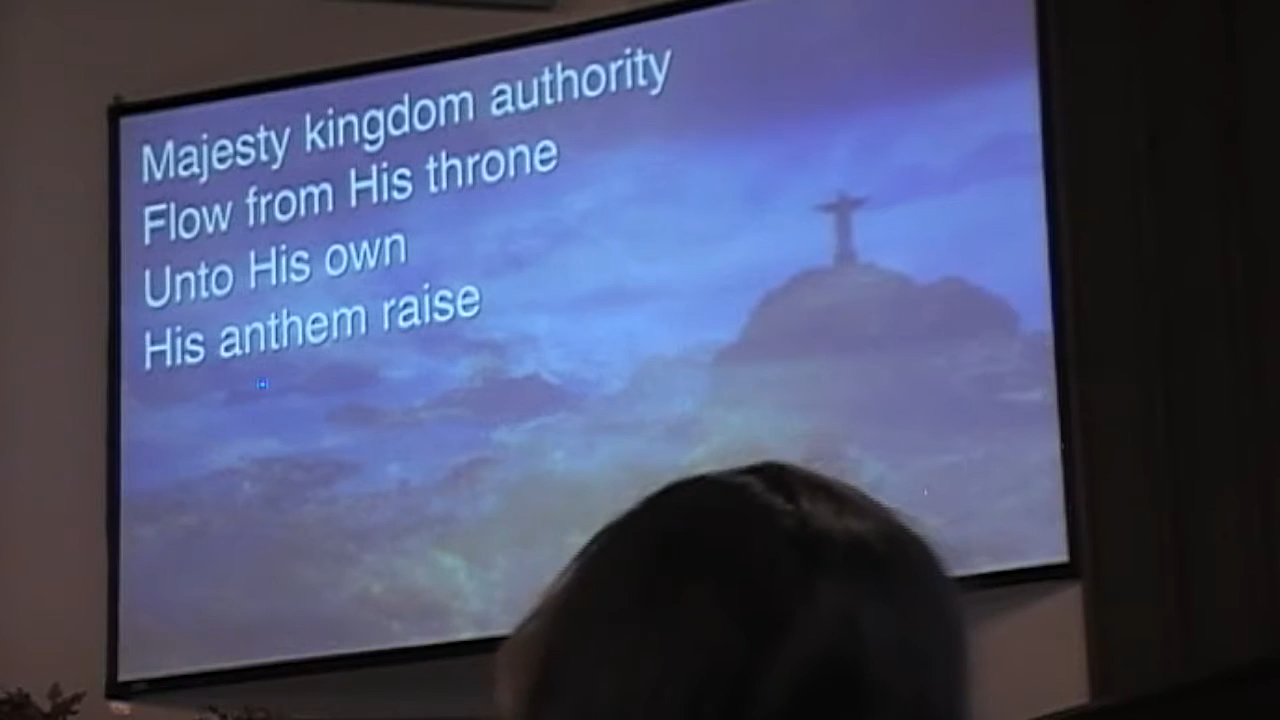 Majesty kingdom authority
Flow from His throne
Unto His own
His anthem raise